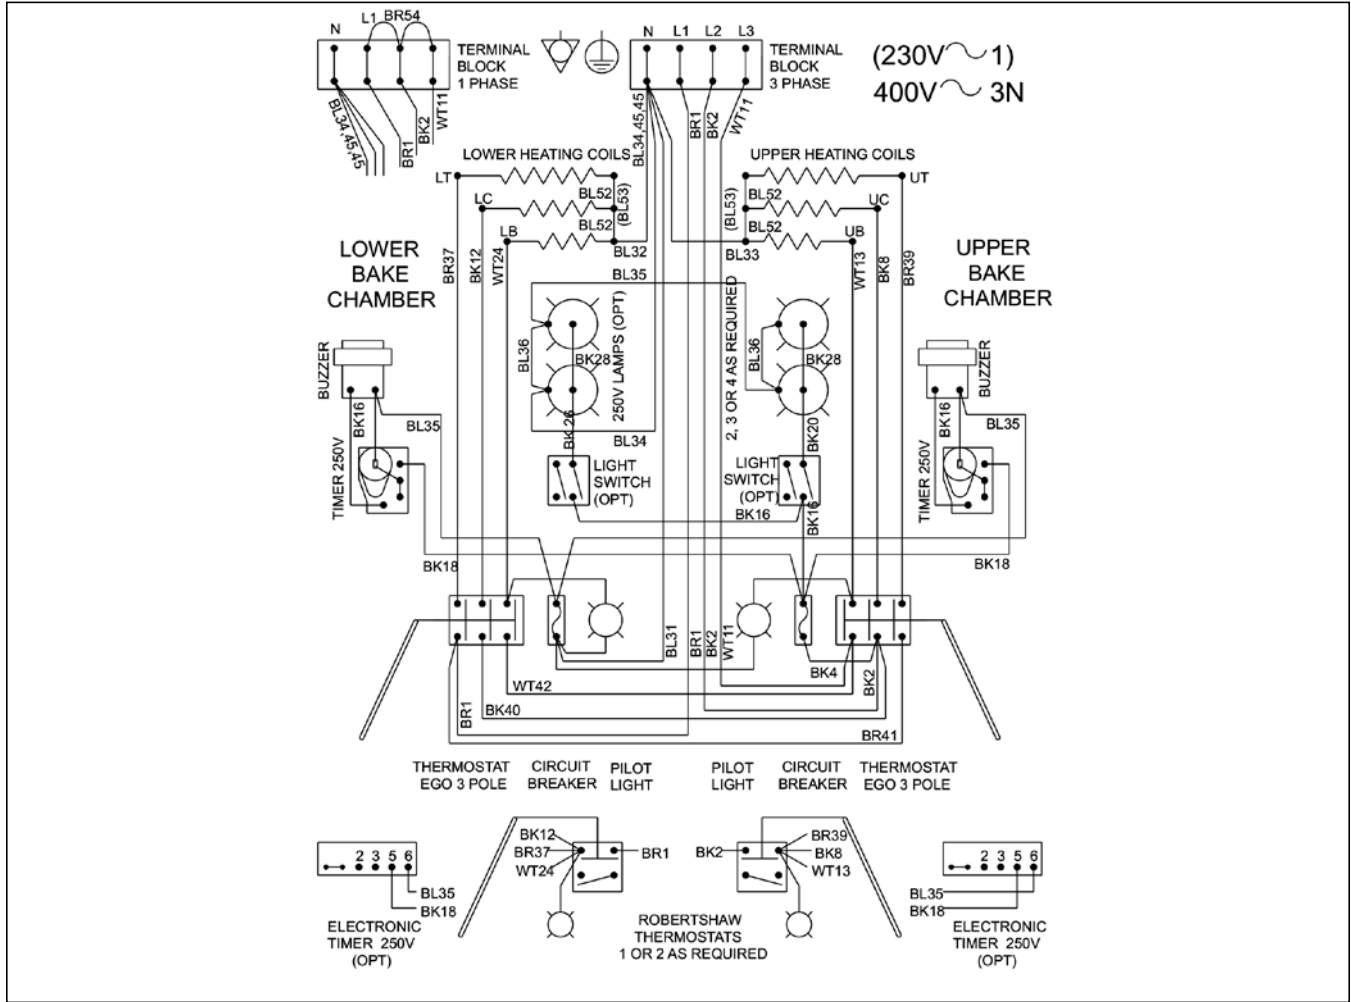 N L1 BR54
TERMINAL
BLOCK
1 PHASE
BL34,45,45
BR1
BK2
WT11
N L1 L2 L3
TERMINAL
BLOCK
3 PHASE
(230V 1)
400V 3N
BL34,45,45
BR1
BK2
WT11
LOWER HEATING COILS
UPPER HEATING COILS
LT
BL52
(BL53)
LC
BL52
LB
BL32
UT
BL52
(BL53)
UC
BL52
UB
BL33
LOWER
BAKE
CHAMBER
BR37
BK12
WT24
UPPER
BAKE
CHAMBER
WT13
BK8
BR39
BL35
BL36
BK28
250V LAMPS (OPT)
BK 26
BL34
2, 3 OR 4 AS REQUIRED
BL36
BK28
BK20
BUZZER
BK16
BL35
TIMER 250V
BK18
LIGHT
SWITCH
(OPT)
LIGHT
SWITCH
(OPT)
BK16
BK16
BUZZER
BK16
BL35
TIMER 250V
BK18
BL31
BR1
BK2
WT11
BK4
BK2
WT42
BR1
BK40
BR41
THERMOSTAT
EGO 3 POLE
CIRCUIT
BREAKER
PILOT
LIGHT
PILOT
LIGHT
CIRCUIT
BREAKER
THERMOSTAT
EGO 3 POLE
2 3 5 6
BL35
BK18
ELECTRONIC
TIMER 250V
(OPT)
BK12
BR37
WT24
BR1
BK2
BR39
BK8
WT13
ROBERTSHAW
THERMOSTATS
1 OR 2 AS REQUIRED
2 3 5 6
BL35
BK18
ELECTRONIC
TIMER 250V
(OPT)